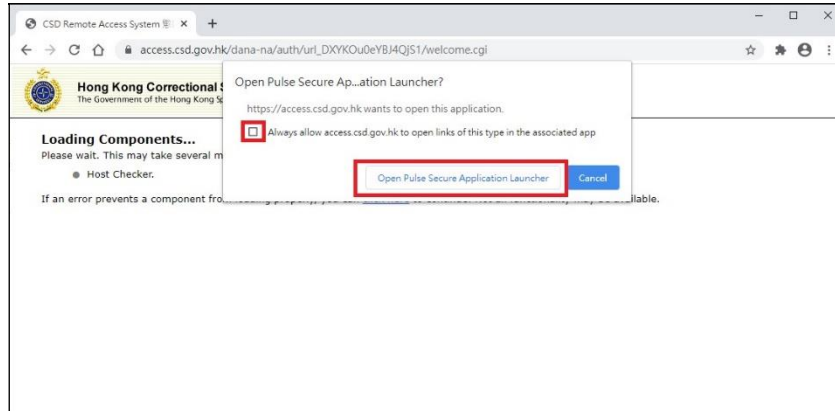 CSD Remote Access System
access.csd.gov.hk/dana-na/auth/url_DXYKOu0eYBJ4QjS1/welcome.cgi
Hong Kong Correctional
The Government of the Hong Kong
Open Pulse Secure Ap...ation Launcher?
https://access.csd.gov.hk wants to open this application.
Always allow access.csd.gov.hk to open links of this type in the associated app
Open Pulse Secure Application Launcher
Cancel
Loading Components...
Please wait. This may take several
Host Checker.
If an error prevents a component available.